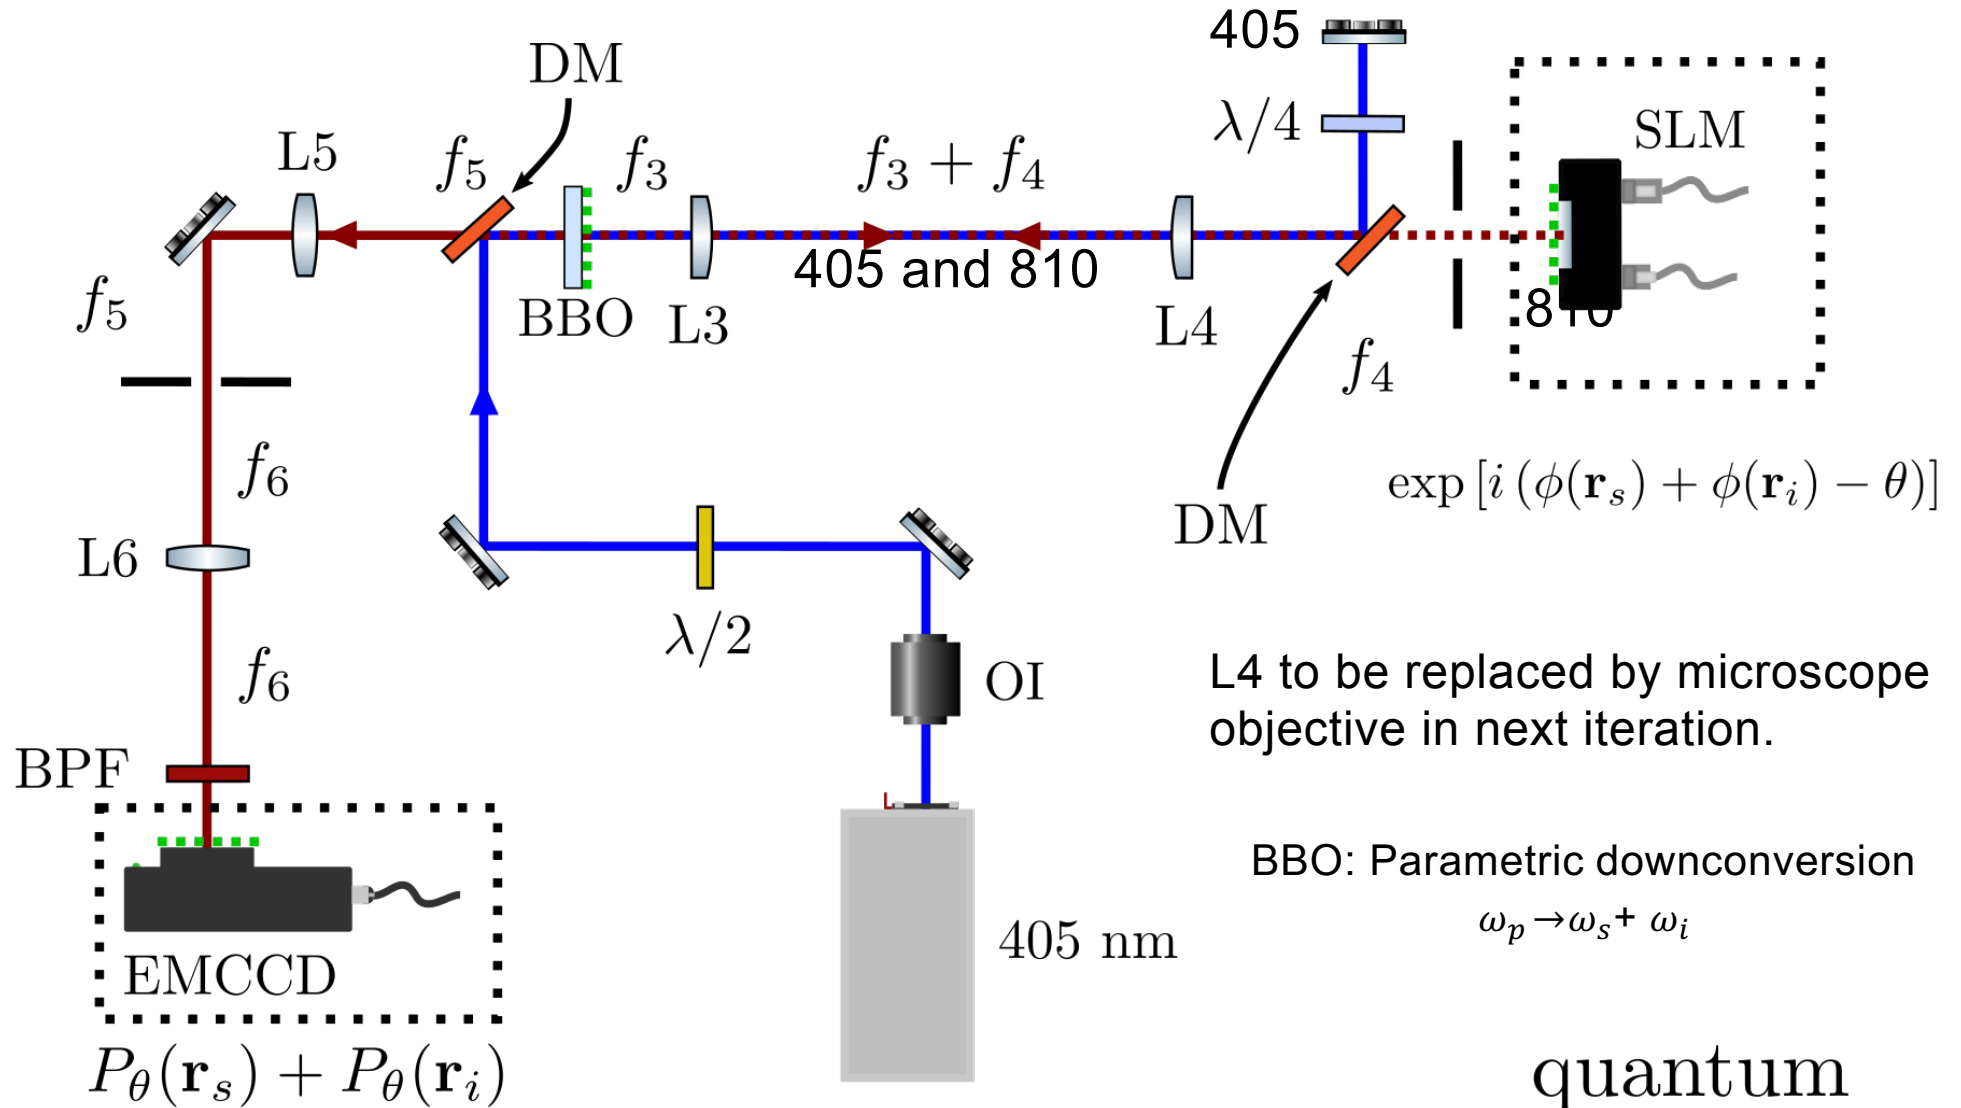 405
DM
λ/4
SLM
L5
f₅
f₃
f₃ + f₄
405 and 810
f₅
BBO
L3
L4
810
f₄
f₆
exp [i (ϕ(𝐫ₛ) + ϕ(𝐫ᵢ) − θ)]
DM
L6
λ/2
f₆
OI
L4 to be replaced by microscope
objective in next iteration.
BPF
BBO: Parametric downconversion
ωₚ→ωₛ+ ωᵢ
405 nm
EMCCD
P_θ(𝐫ₛ) + P_θ(𝐫ᵢ)
quantum